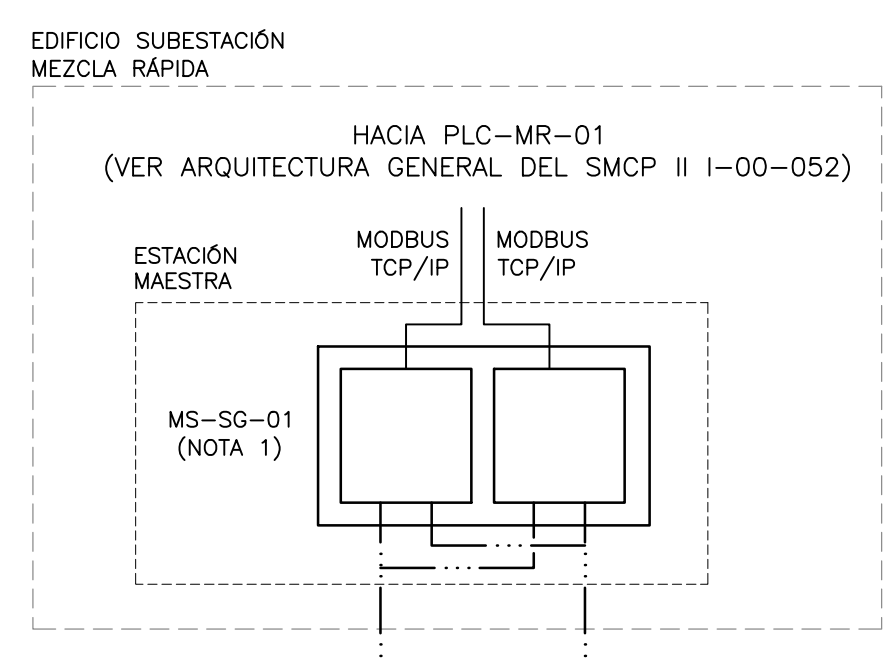 EDIFICIO SUBESTACIÓN
MEZCLA RÁPIDA
HACIA PLC-MR-01
(VER ARQUITECTURA GENERAL DEL SMCP II I-00-052)
MODBUS
TCP/IP
MODBUS
TCP/IP
ESTACIÓN
MAESTRA
MS-SG-01
(NOTA 1)